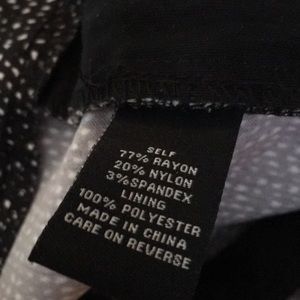 SELF
77% RAYON
20% NYLON
3%SPANDEX
LINING
100% POLYESTER
MADE IN CHINA
CARE ON REVERSE